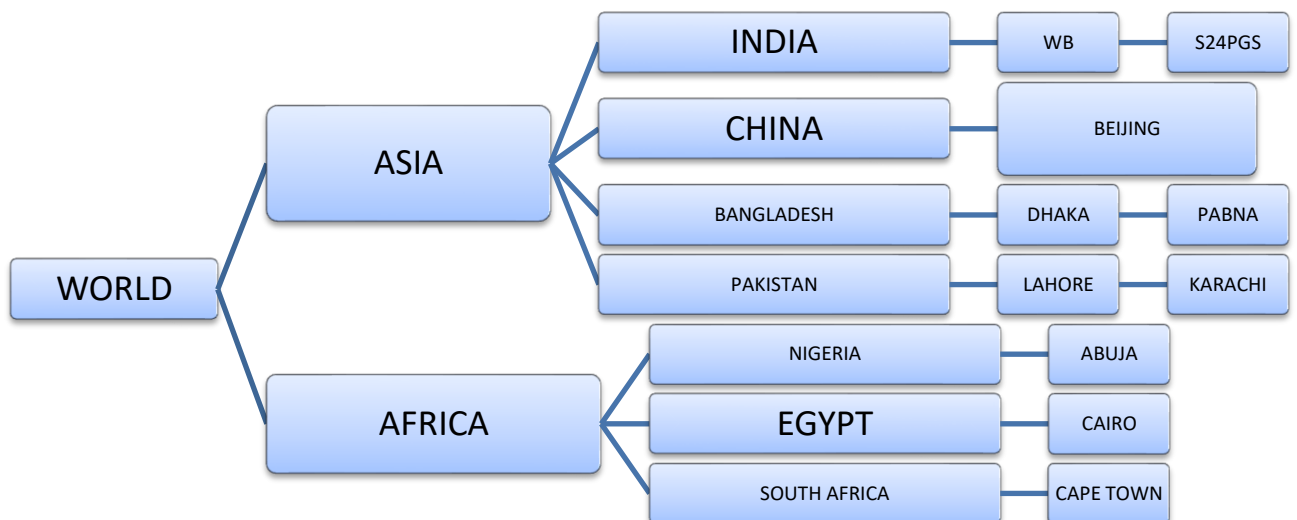 WORLD
ASIA
INDIA
WB
S24PGS
CHINA
BEIJING
BANGLADESH
DHAKA
PABNA
PAKISTAN
LAHORE
KARACHI
AFRICA
NIGERIA
ABUJA
EGYPT
CAIRO
SOUTH AFRICA
CAPE TOWN